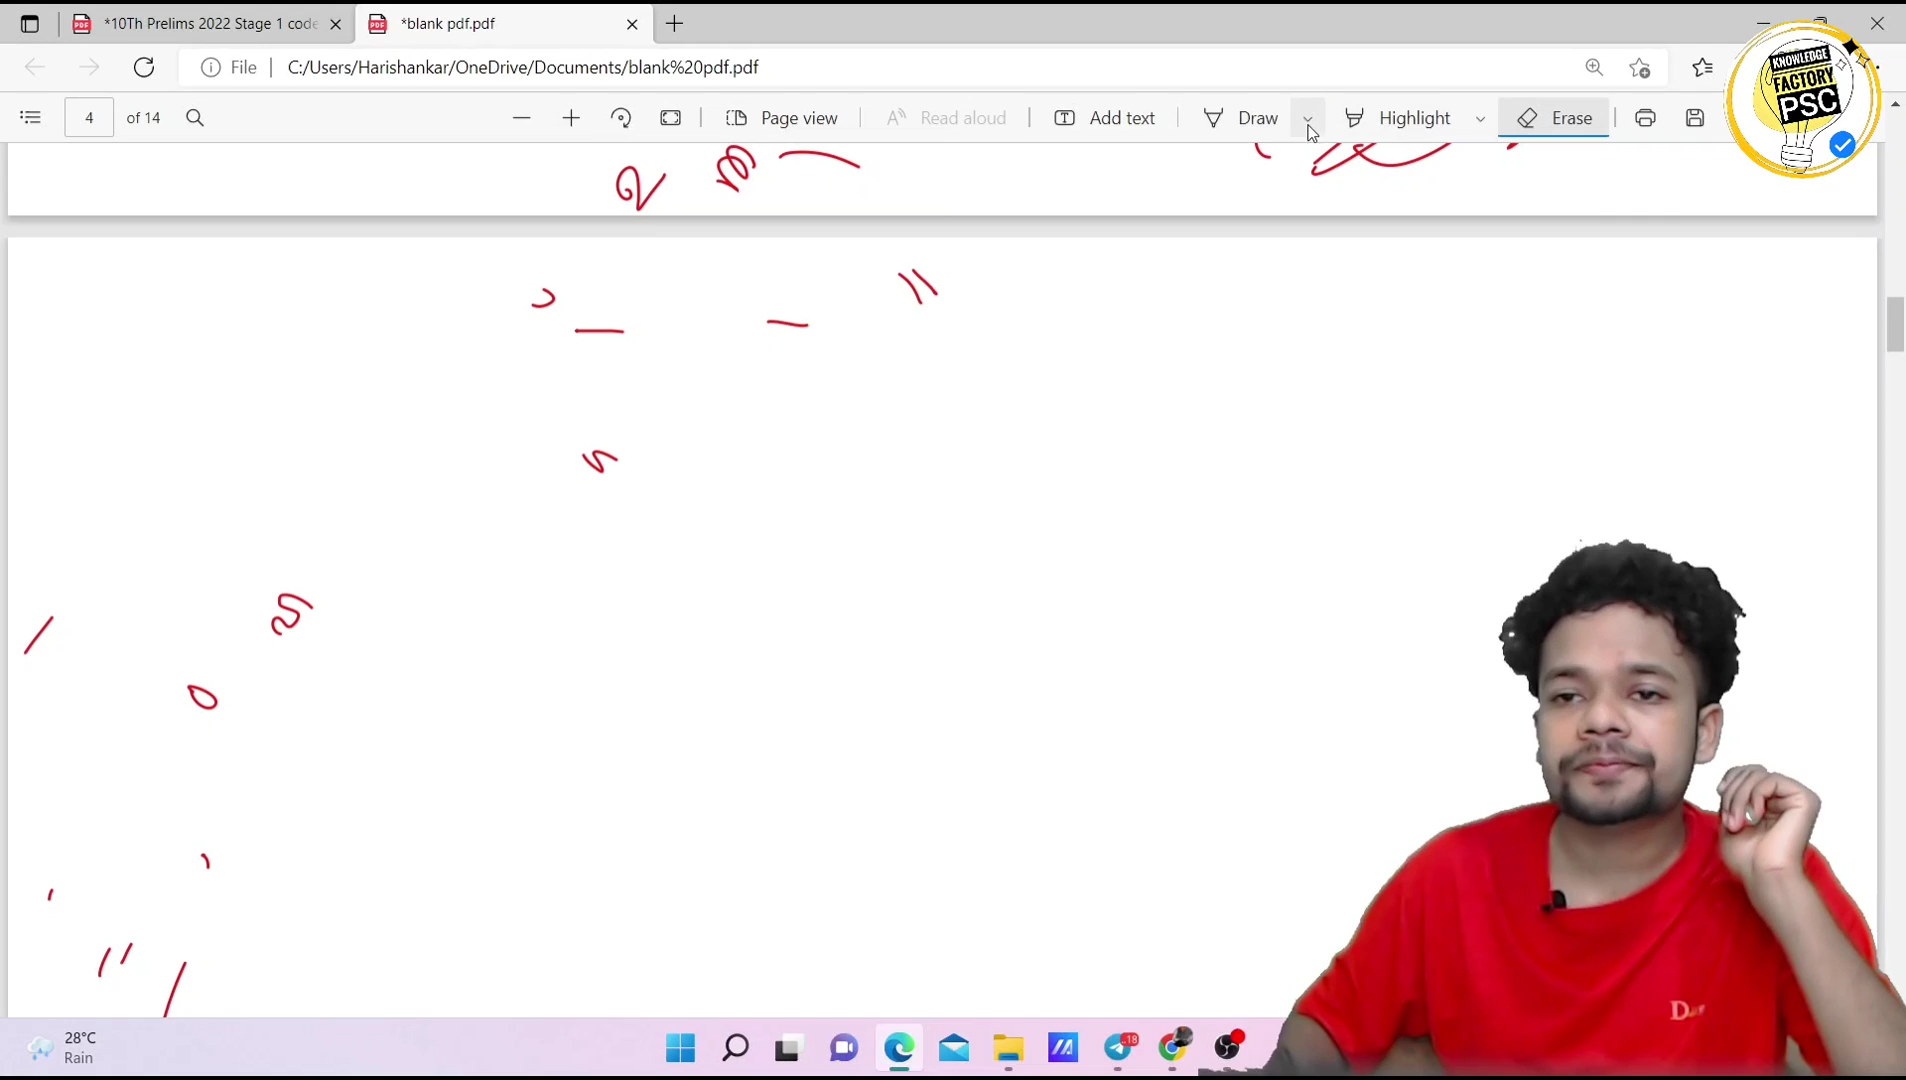 *10Th Prelims 2022 Stage 1 code
*blank pdf.pdf
File
C:/Users/Harishankar/OneDrive/Documents/blank%20pdf.pdf
4 of 14
Page view
Read aloud
Add text
Draw
Highlight
Erase
KNOWLEDGE
FACTORY
PSC
28°C
Rain
18